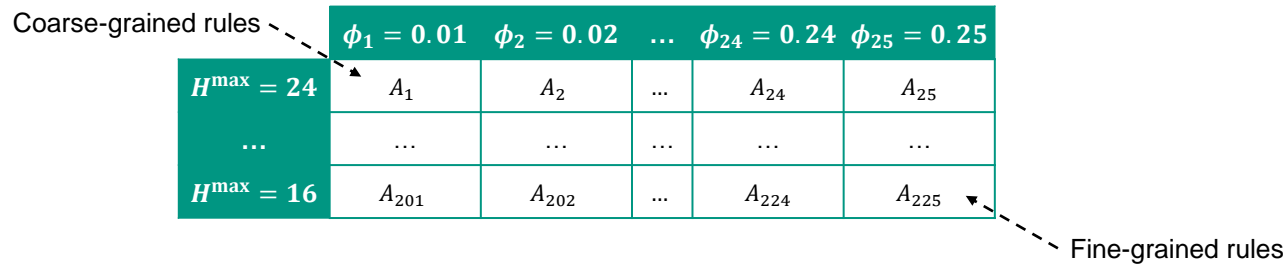 Coarse-grained rules
ϕ₁ = 0.01 ϕ₂ = 0.02 ... ϕ₂₄ = 0.24 ϕ₂₅ = 0.25
Hᵐᵃˣ = 24 A₁ A₂ ... A₂₄ A₂₅
... ... ... ... ... ...
Hᵐᵃˣ = 16 A₂₀₁ A₂₀₂ ... A₂₂₄ A₂₂₅
Fine-grained rules